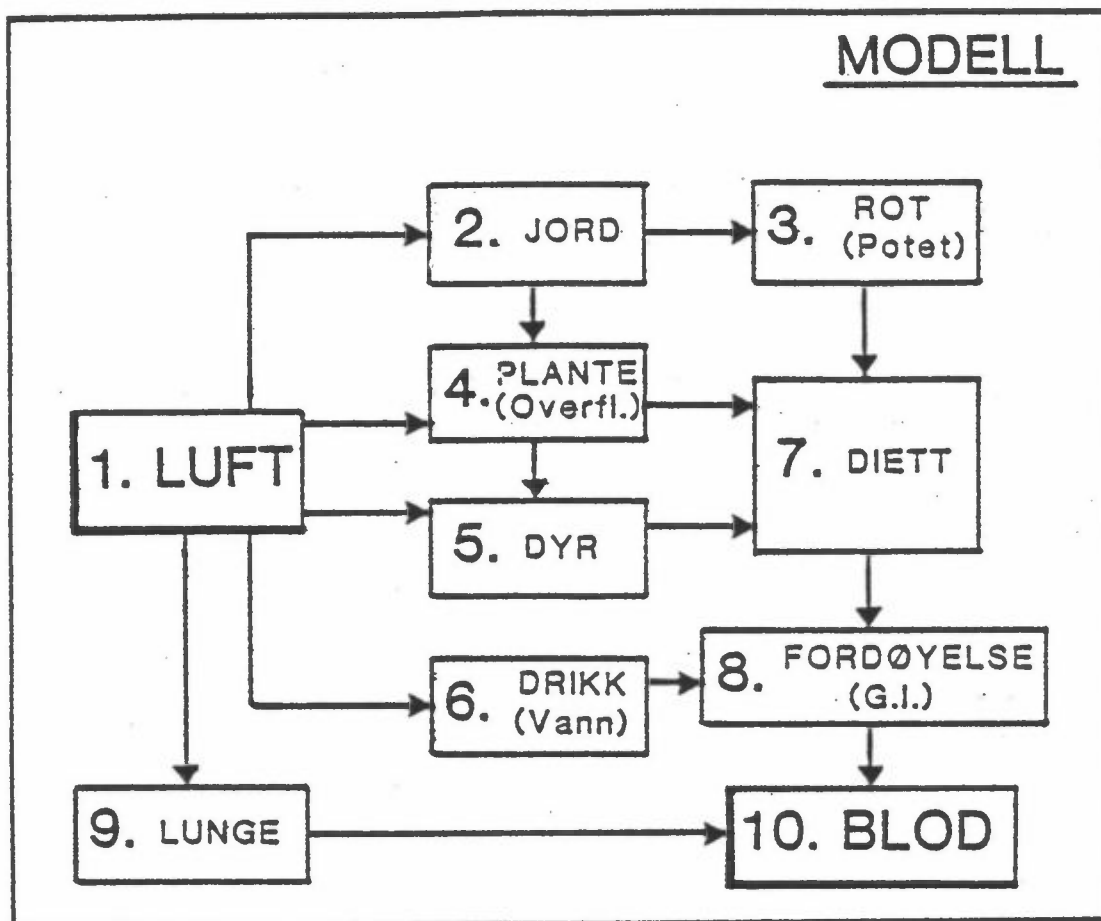 MODELL
2. JORD
3. ROT
(Potet)
4. PLANTE
(Overfl.)
1. LUFT
7. DIETT
5. DYR
6. DRIKK
(Vann)
8. FORDØYELSE
(G.I.)
9. LUNGE
10. BLOD